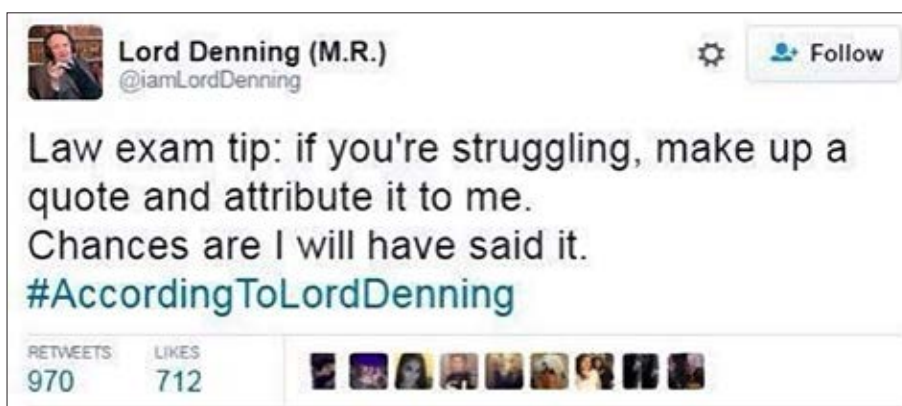 Lord Denning (M.R.)
@iamLordDenning
Follow
Law exam tip: if you're struggling, make up a
quote and attribute it to me.
Chances are I will have said it.
#AccordingToLordDenning
RETWEETS LIKES
970 712